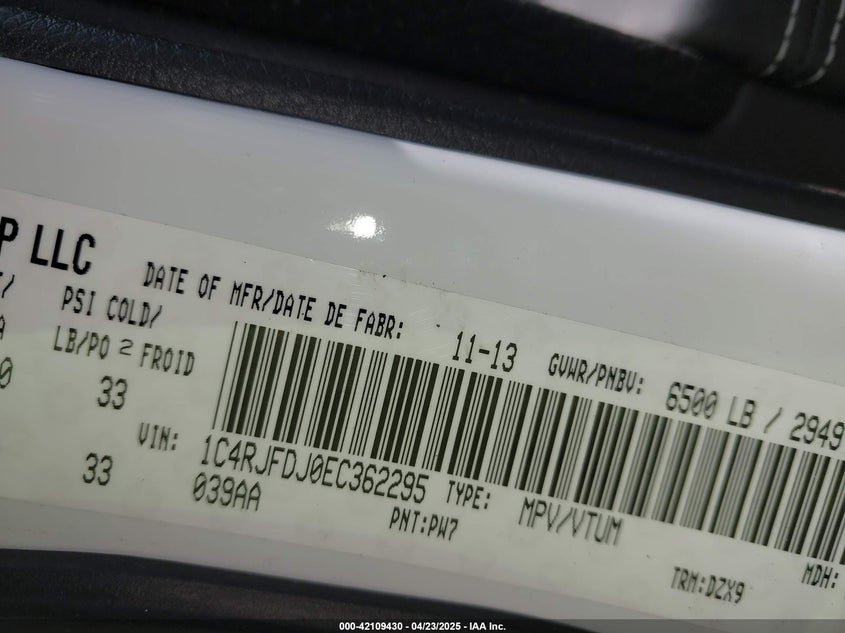 P LLC
DATE OF MFR/DATE DE FABR: 11-13 GVWR/PNBV: 6500 LB / 2949
PSI COLD/
LB/PO 2 FROID
33
VIN: 1C4RJFDJ0EC362295 TYPE: MPV/VTUM
33
039AA
PNT:PW7
TRM:DZX9
MDH:
000-42109430 - 04/23/2025 - IAA Inc.